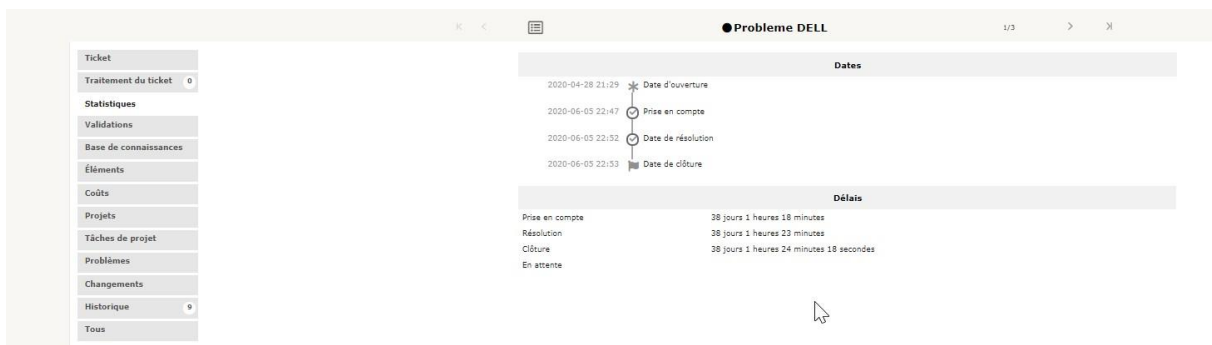 Probleme DELL
1/3
Ticket
Traitement du ticket 0
Statistiques
Validations
Base de connaissances
Éléments
Coûts
Projets
Tâches de projet
Problèmes
Changements
Historique 9
Tous
Dates
2020-04-28 21:29 Date d'ouverture
2020-06-05 22:47 Prise en compte
2020-06-05 22:52 Date de résolution
2020-06-05 22:53 Date de clôture
Délais
Prise en compte 38 jours 1 heures 18 minutes
Résolution 38 jours 1 heures 23 minutes
Clôture 38 jours 1 heures 24 minutes 18 secondes
En attente